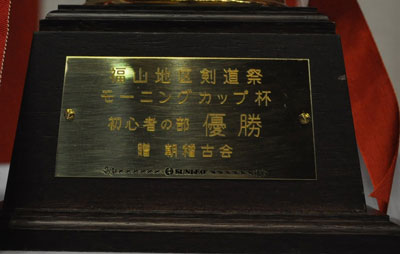 福山地区剣道祭
モーニングカップ杯
初心者の部 優勝
贈 朝稽古会